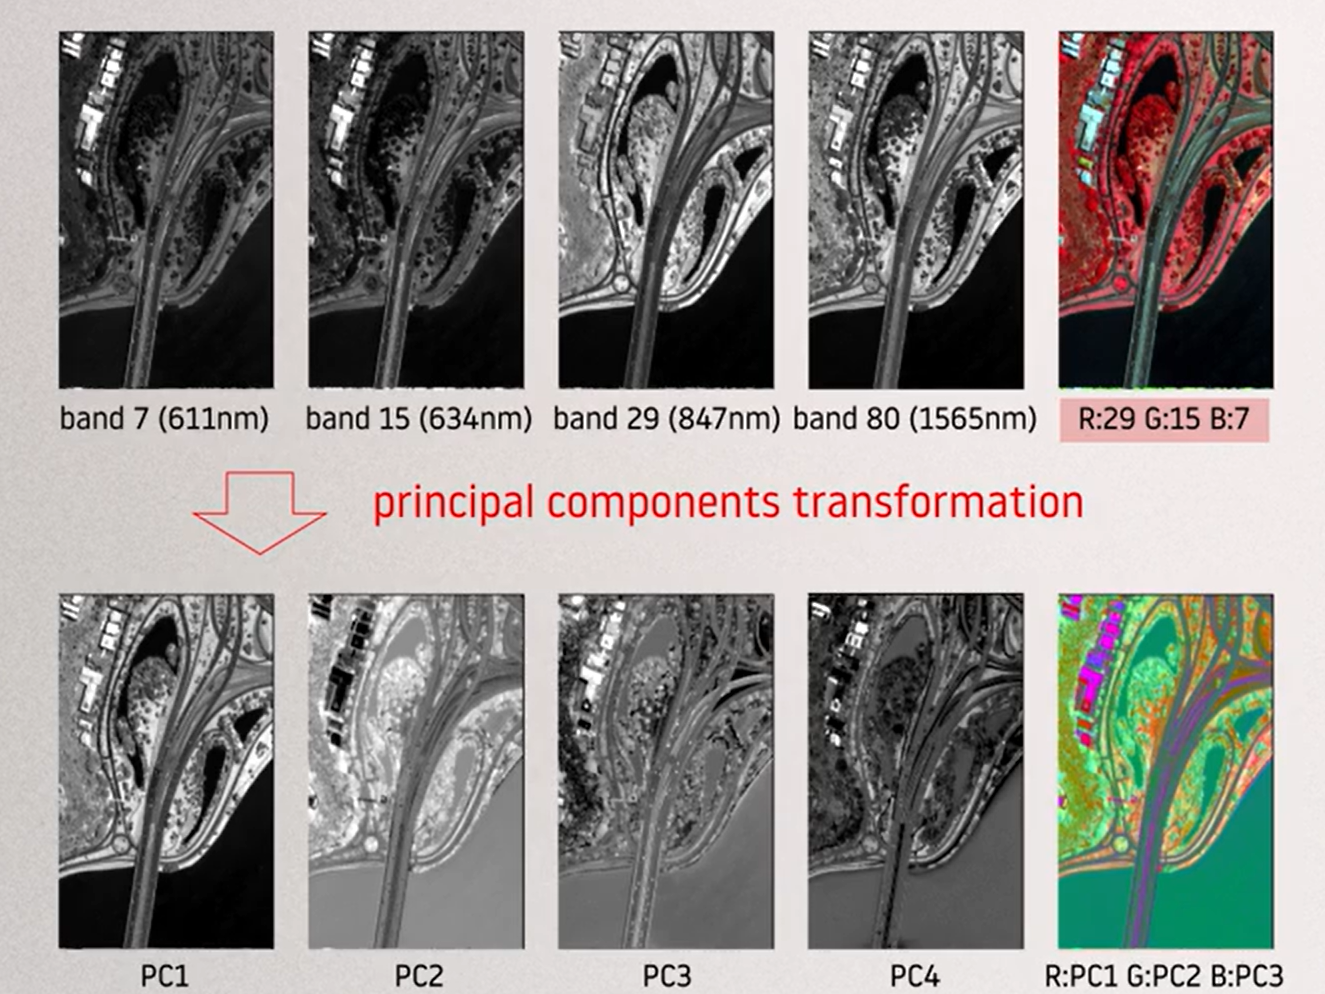 band 7 (611nm) band 15 (634nm) band 29 (847nm) band 80 (1565nm) R:29 G:15 B:7
principal components transformation
PC1 PC2 PC3 PC4 R:PC1 G:PC2 B:PC3